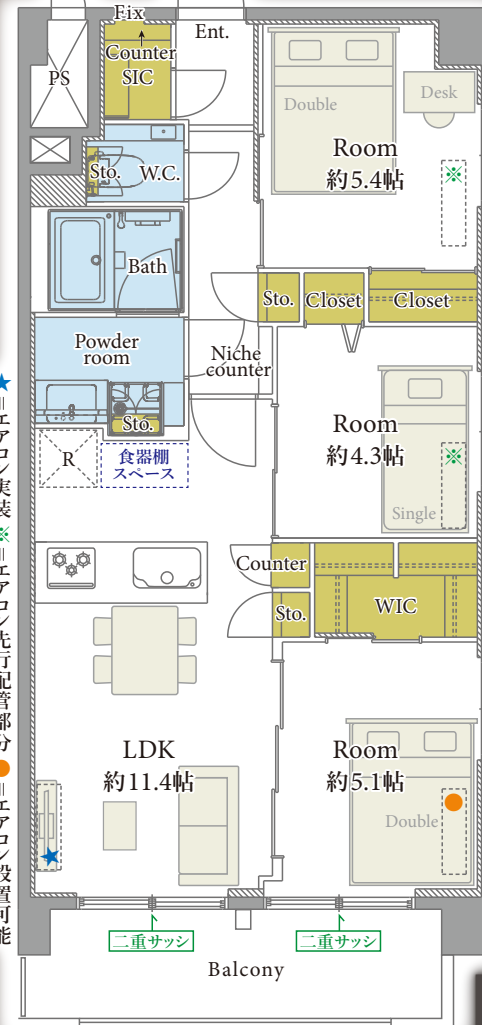 Fix
Ent.
Counter
SIC
PS
Double
Desk
Room
約5.4帖
※
Sto.
W.C.
Bath
Sto.
Closet
Closet
Powder
room
Niche
counter
Sto.
R
食器棚
スペース
Room
約4.3帖
※
Single
Counter
Sto.
WIC
LDK
約11.4帖
Room
約5.1帖
Double
二重サッシ
二重サッシ
Balcony
★=エアコン実装 ※=エアコン先行配管部分 ●=エアコン設置可能